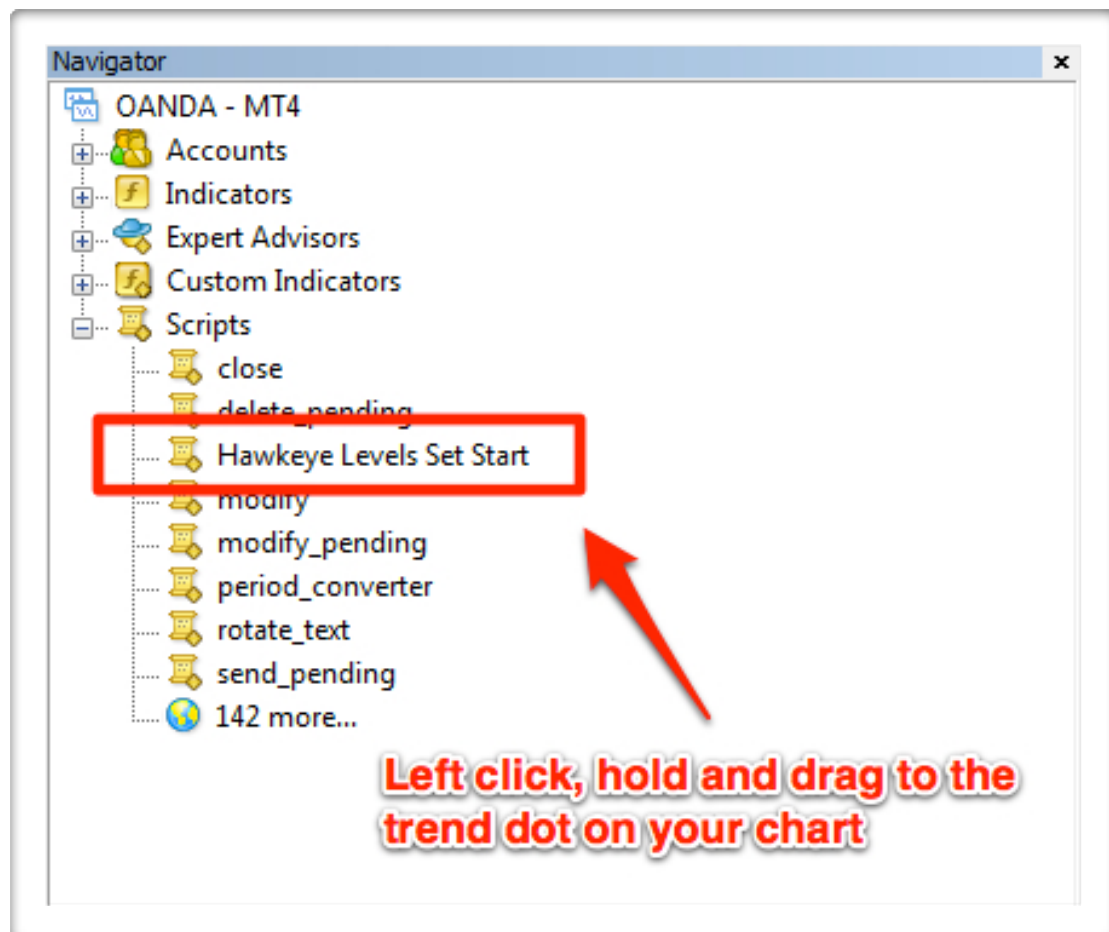 Navigator
OANDA - MT4
Accounts
Indicators
Expert Advisors
Custom Indicators
Scripts
close
delete_pending
Hawkeye Levels Set Start
modify
modify_pending
period_converter
rotate_text
send_pending
142 more...
Left click, hold and drag to the
trend dot on your chart